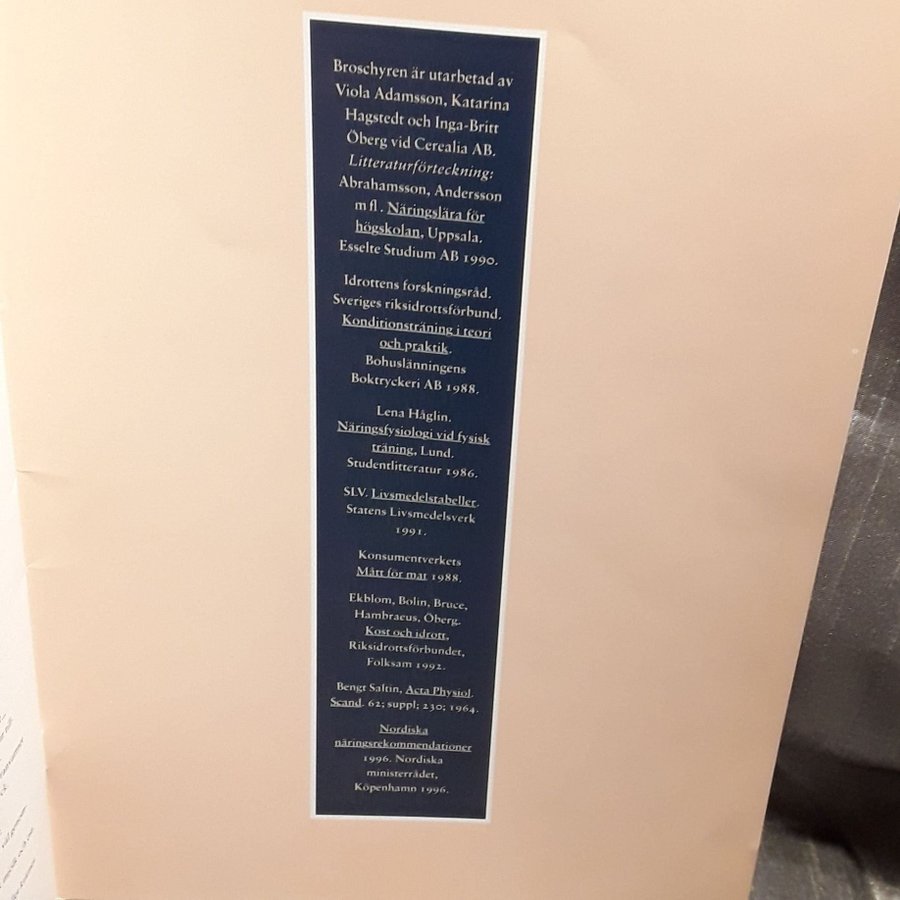 Broschyren är utarbetad av
Viola Adamsson, Katarina
Hagstedt och Inga-Britt
Öberg vid Cerealia AB.
Litteraturförteckning:
Abrahamsson, Andersson
m fl. Näringslära för
högskolan, Uppsala.
Esselte Studium AB 1990.
Idrottens forskningsråd.
Sveriges riksidrottsförbund.
Konditionsträning i teori
och praktik.
Bohuslänningens
Boktryckeri AB 1988.
Lena Håglin.
Näringsfysiologi vid fysisk
träning, Lund.
Studentlitteratur 1986.
SLV. Livsmedelstabeller.
Statens Livsmedelsverk
1991.
Konsumentverkets
Mått för mat 1988.
Ekblom, Bolin, Bruce,
Hambraeus, Öberg.
Kost och idrott,
Riksidrottsförbundet,
Folksam 1992.
Bengt Saltin, Acta Physiol.
Scand. 62; suppl; 230; 1964.
Nordiska
näringsrekommendationer
1996. Nordiska
ministerrådet,
Köpenhamn 1996.